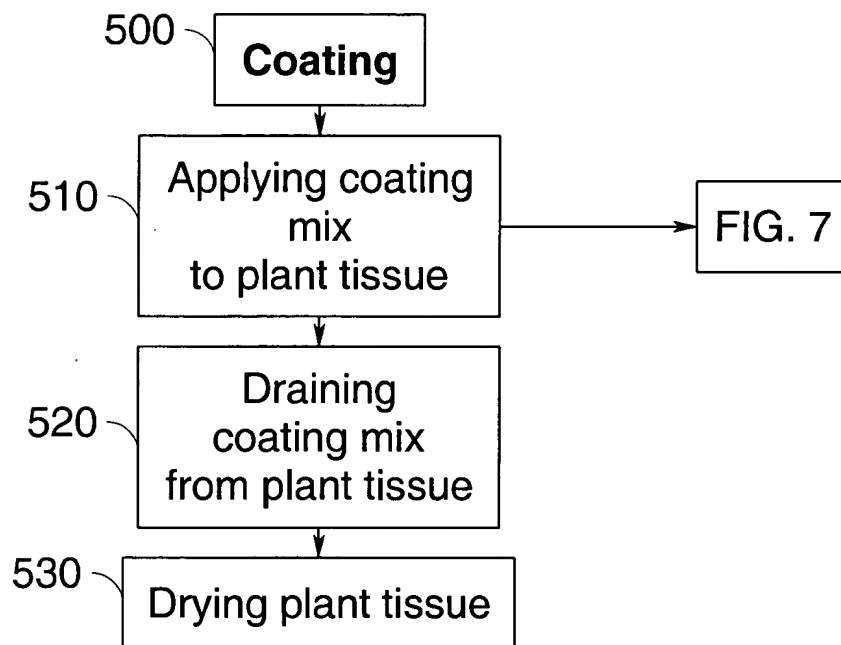 500
Coating
510
Applying coating
mix
to plant tissue
FIG. 7
520
Draining
coating mix
from plant tissue
530
Drying plant tissue